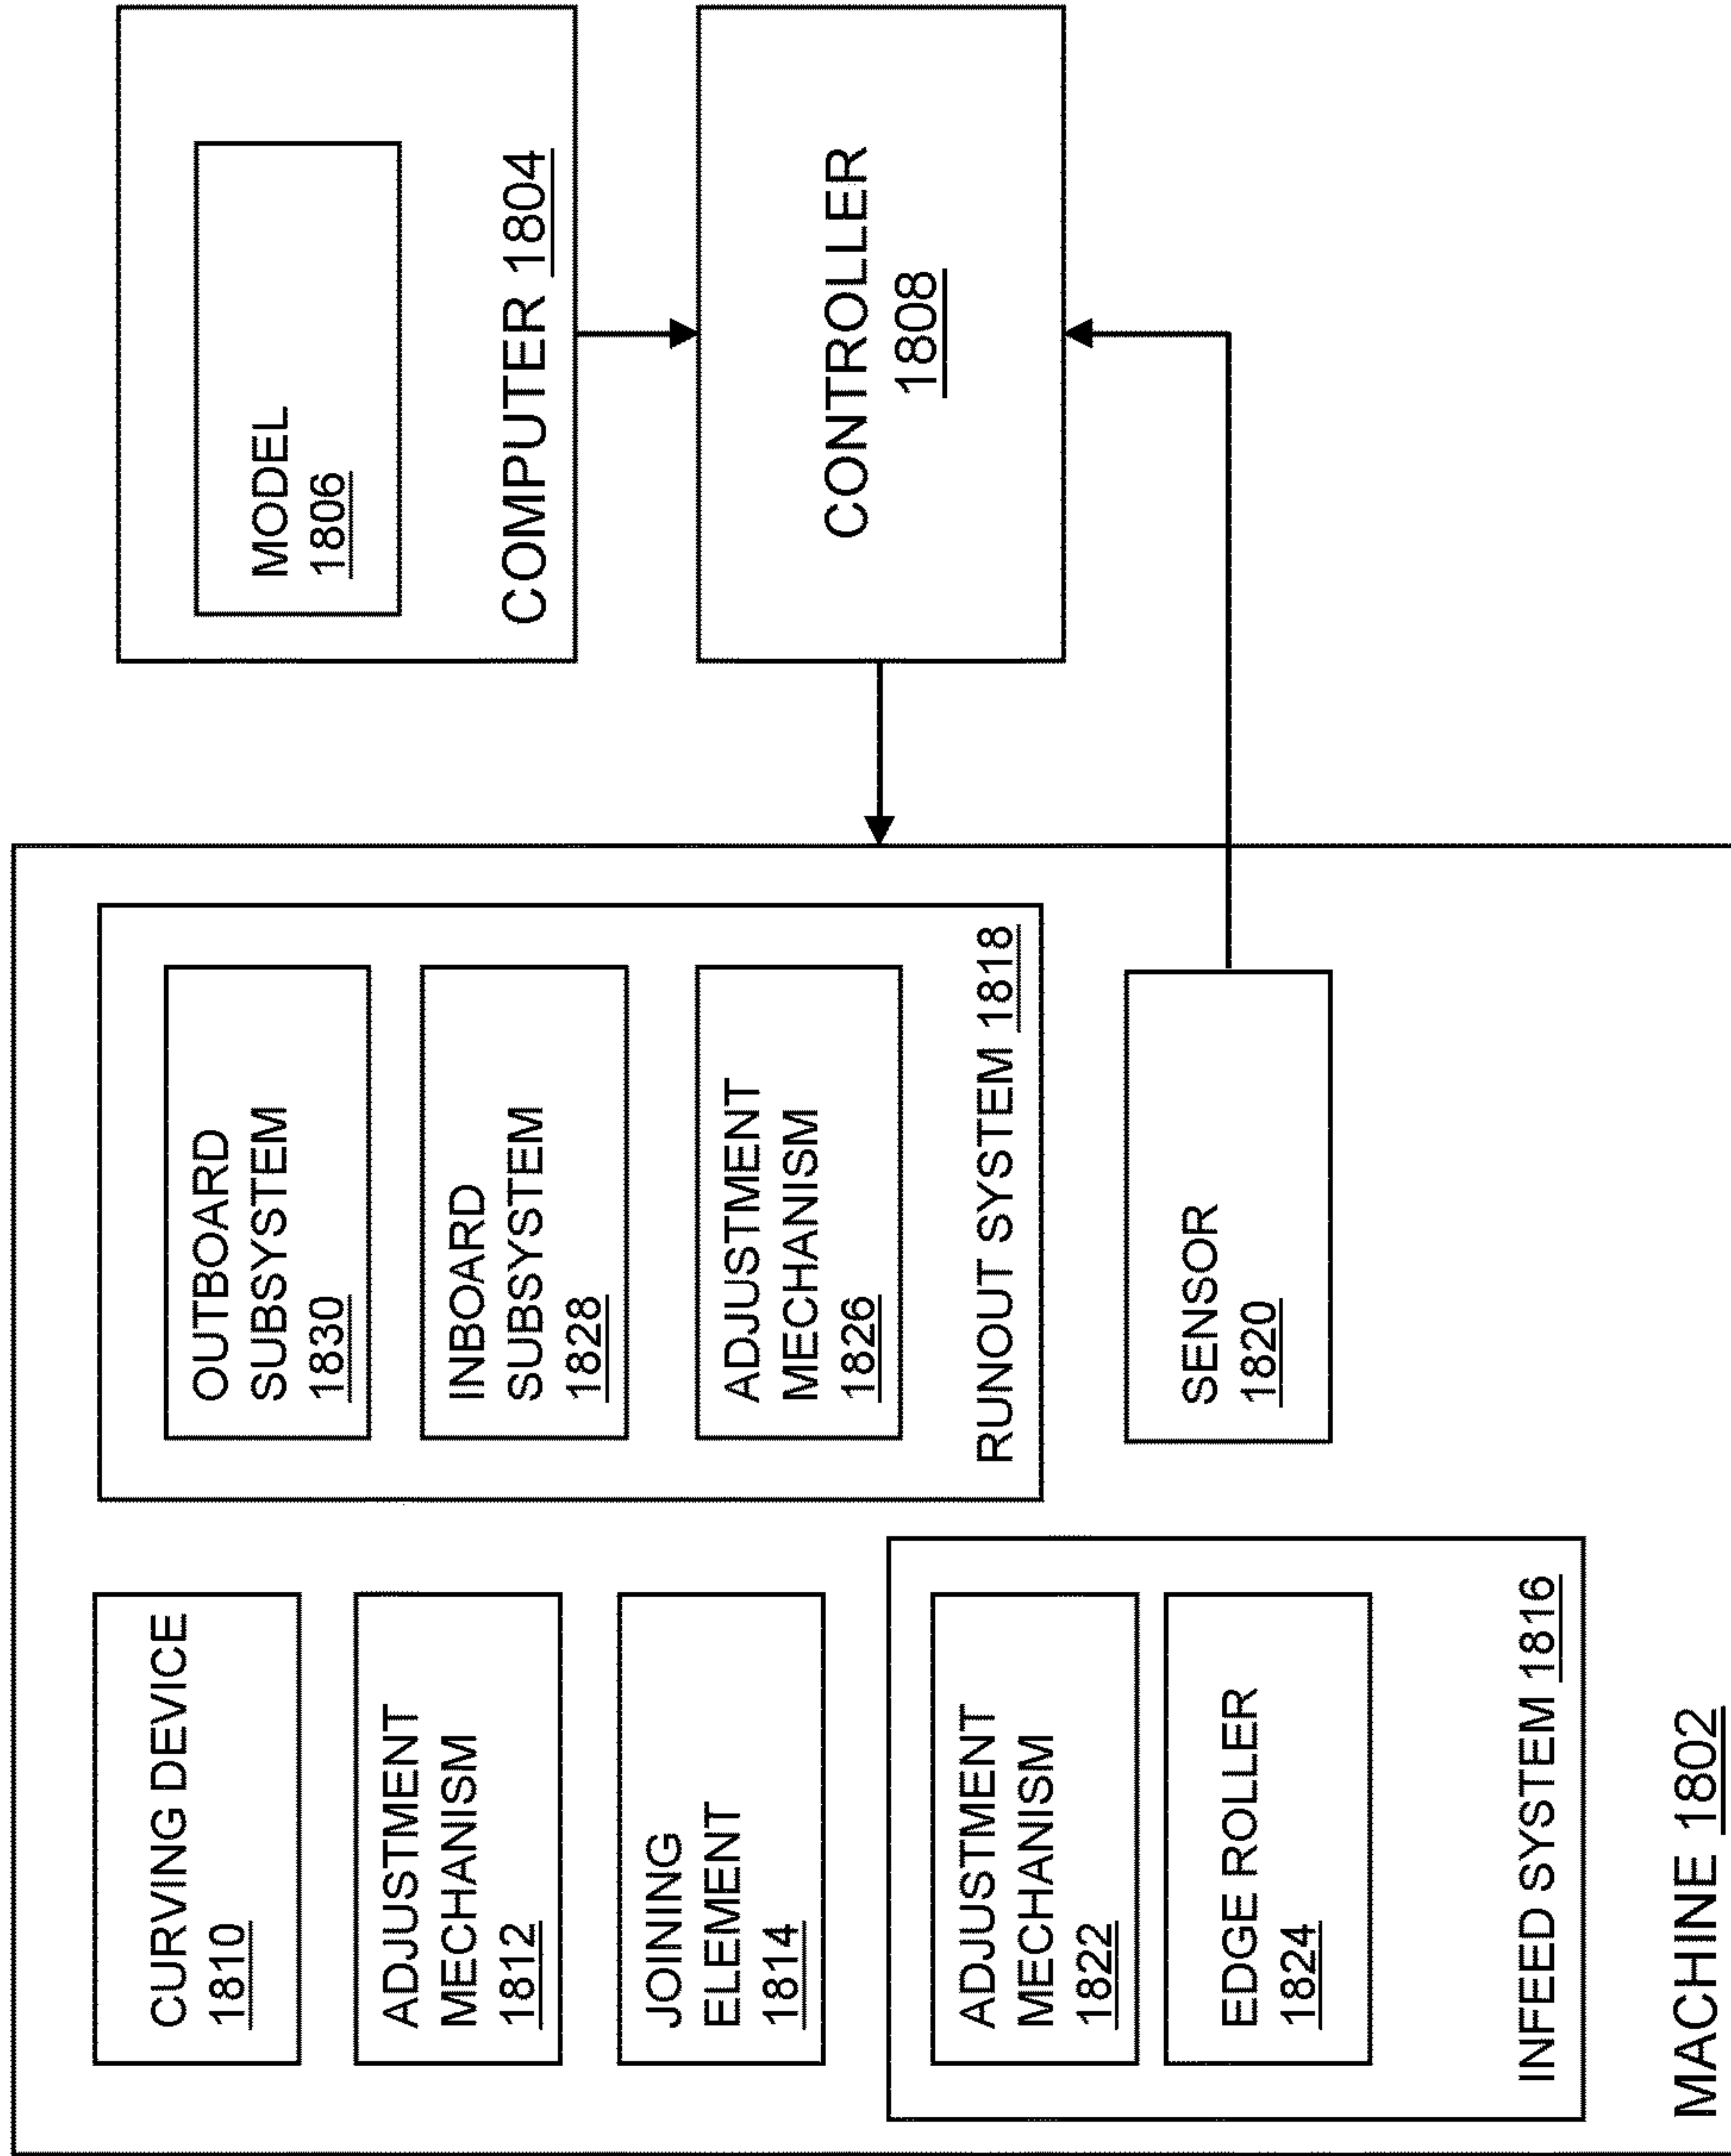 CURVING DEVICE
1810
ADJUSTMENT
MECHANISM
1812
JOINING
ELEMENT
1814
ADJUSTMENT
MECHANISM
1822
EDGE ROLLER
1824
INFEED SYSTEM 1816
MACHINE 1802
OUTBOARD
SUBSYSTEM
1830
INBOARD
SUBSYSTEM
1828
ADJUSTMENT
MECHANISM
1826
RUNOUT SYSTEM 1818
SENSOR
1820
MODEL
1806
COMPUTER 1804
CONTROLLER
1808